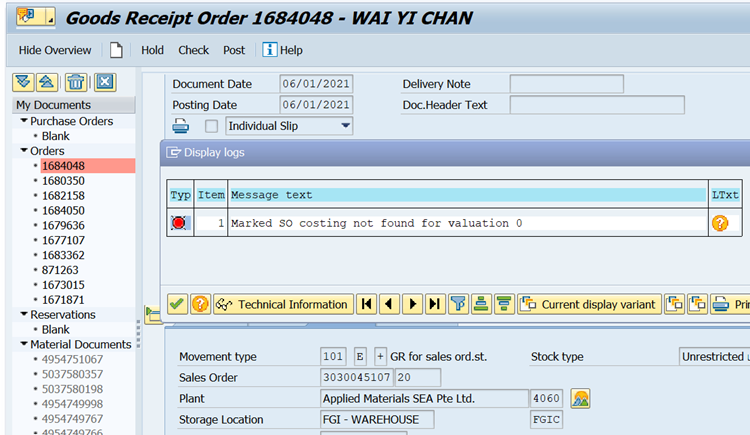 Goods Receipt Order 1684048 - WAI YI CHAN
Hide Overview Hold Check Post Help
My Documents
Purchase Orders
Blank
Orders
1684048
1680350
1682158
1684050
1679636
1677107
1683362
871263
1673015
1671871
Reservations
Blank
Material Documents
4954751067
5037580357
5037580198
4954749998
4954749767
4954749766
Document Date 06/01/2021 Delivery Note
Posting Date 06/01/2021 Doc.Header Text
Individual Slip
Display logs
Typ Item Message text LTxt
1 Marked SO costing not found for valuation 0
Technical Information Current display variant Prin
Movement type 101 E + GR for sales ord.st. Stock type Unrestricted u
Sales Order 3030045107 20
Plant Applied Materials SEA Pte Ltd. 4060
Storage Location FGI - WAREHOUSE FGIC